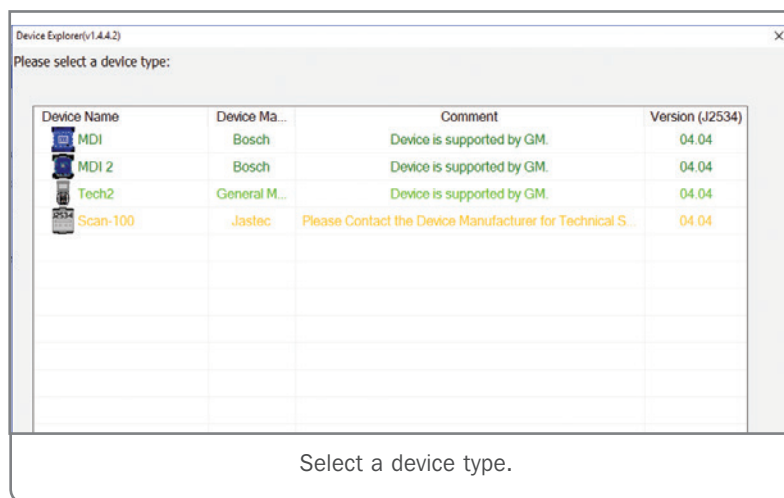 Device Explorer(v1.4.4.2)
Please select a device type:
Device Name Device Ma... Comment Version (J2534)
MDI Bosch Device is supported by GM. 04.04
MDI 2 Bosch Device is supported by GM. 04.04
Tech2 General M... Device is supported by GM. 04.04
Scan-100 Jastec Please Contact the Device Manufacturer for Technical S... 04.04
Select a device type.